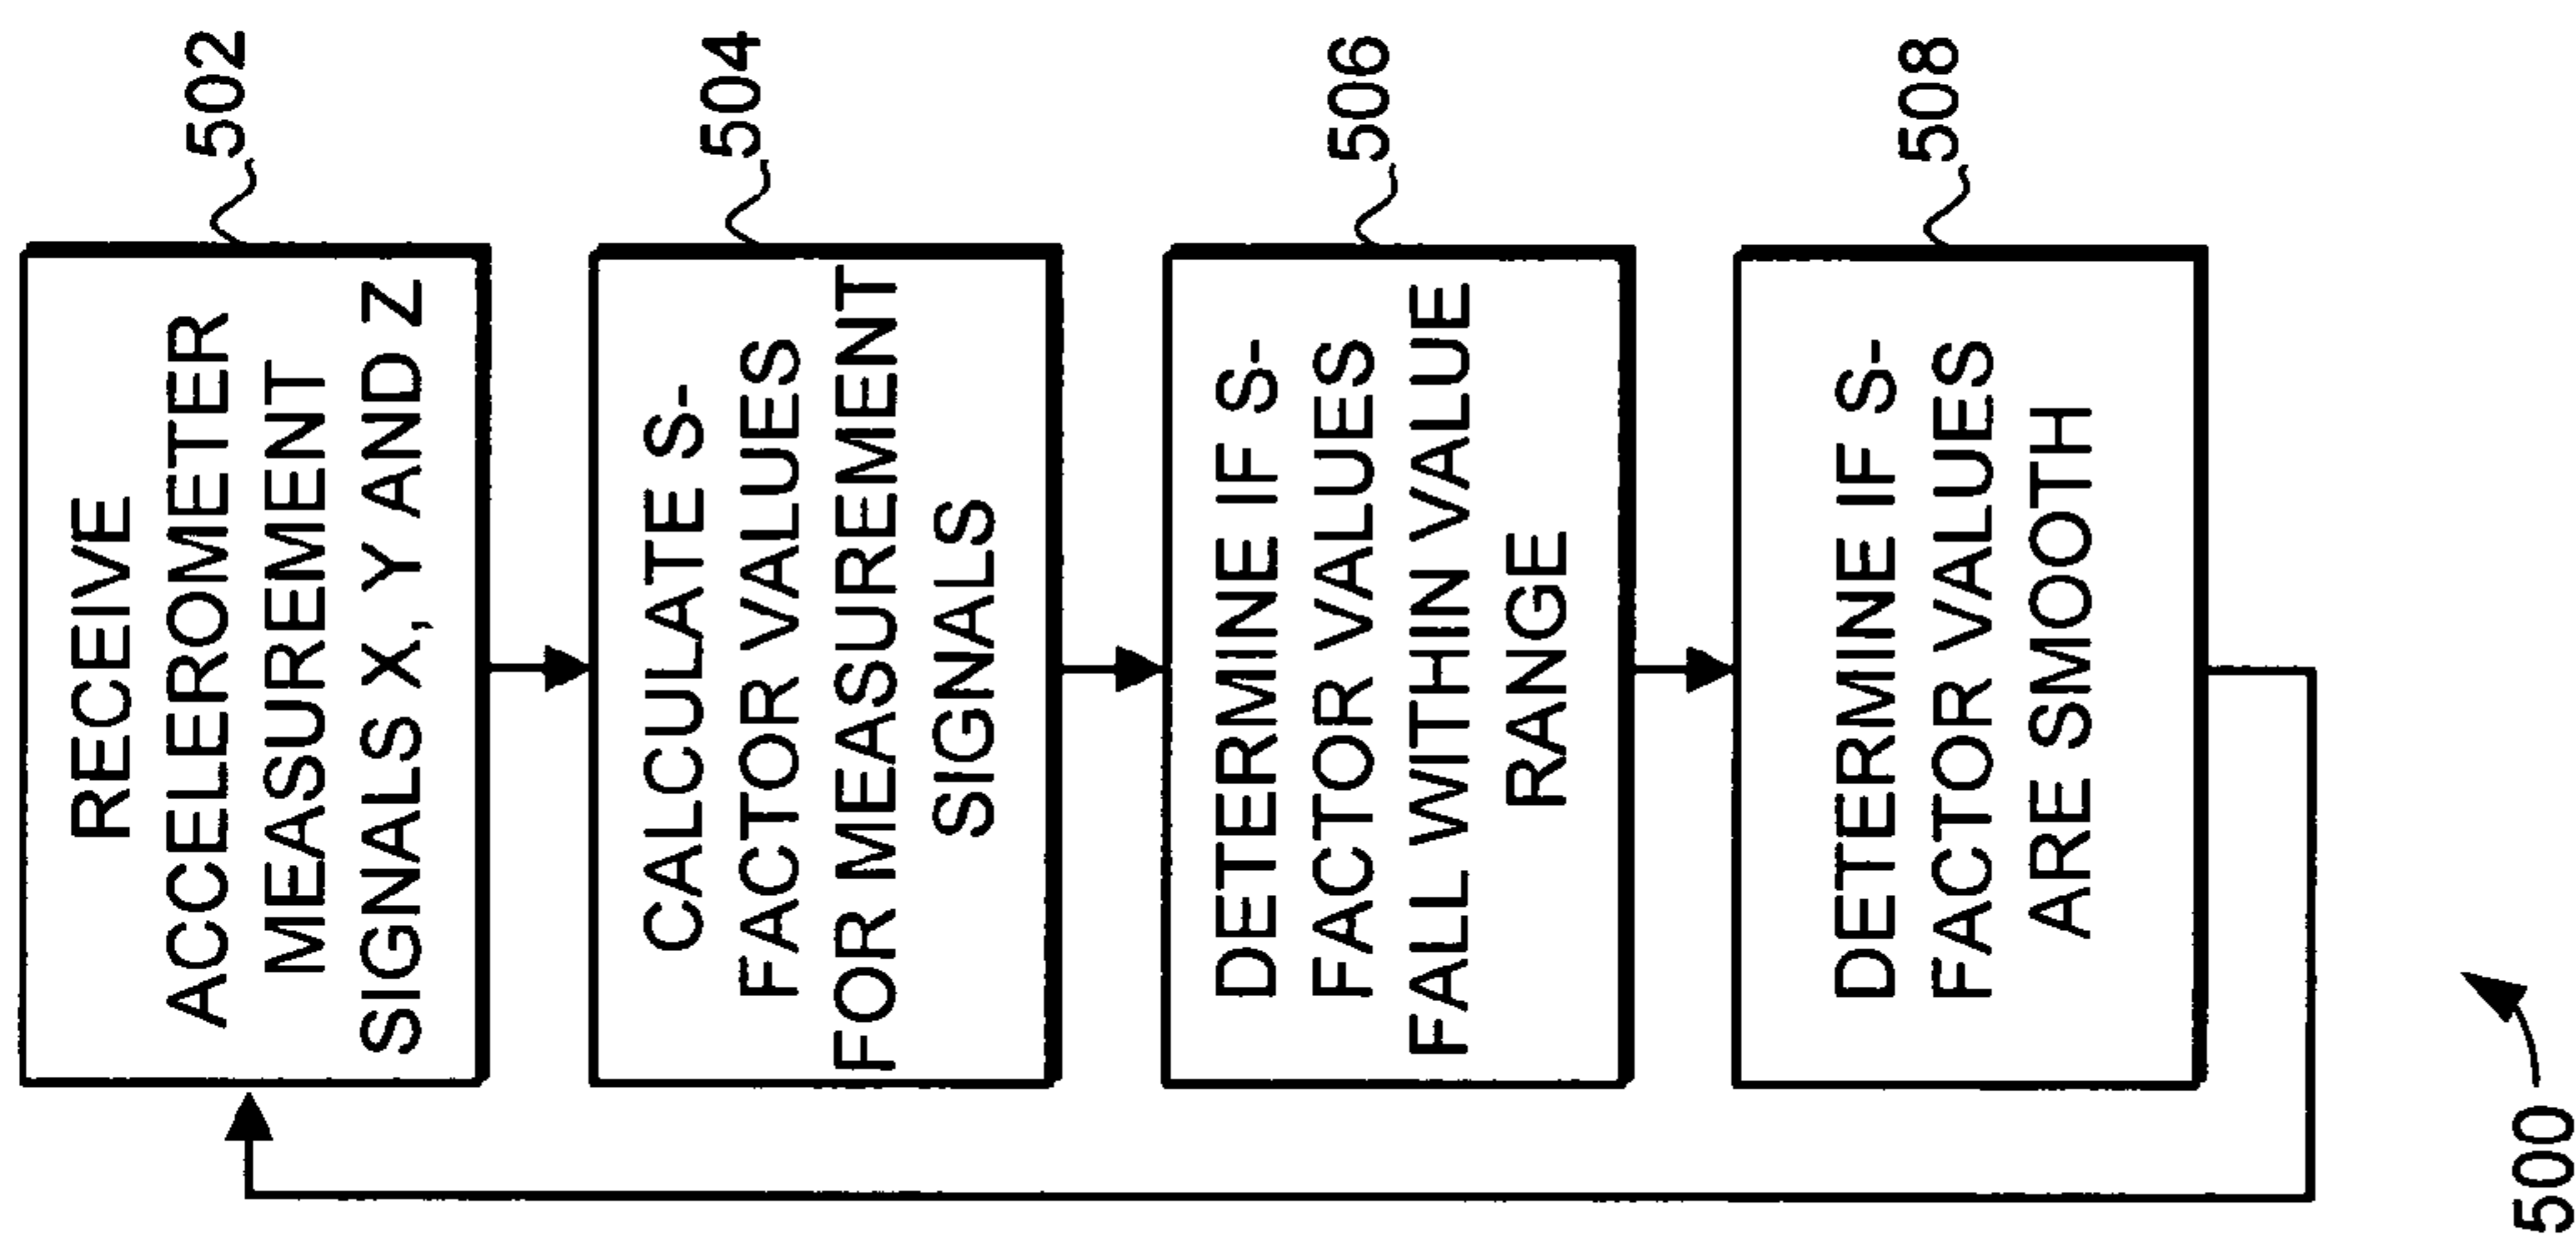 RECEIVE
ACCELEROMETER
MEASUREMENT
SIGNALS X, Y AND Z
502
CALCULATE S-
FACTOR VALUES
FOR MEASUREMENT
SIGNALS
504
DETERMINE IF S-
FACTOR VALUES
FALL WITHIN VALUE
RANGE
506
DETERMINE IF S-
FACTOR VALUES
ARE SMOOTH
508
500